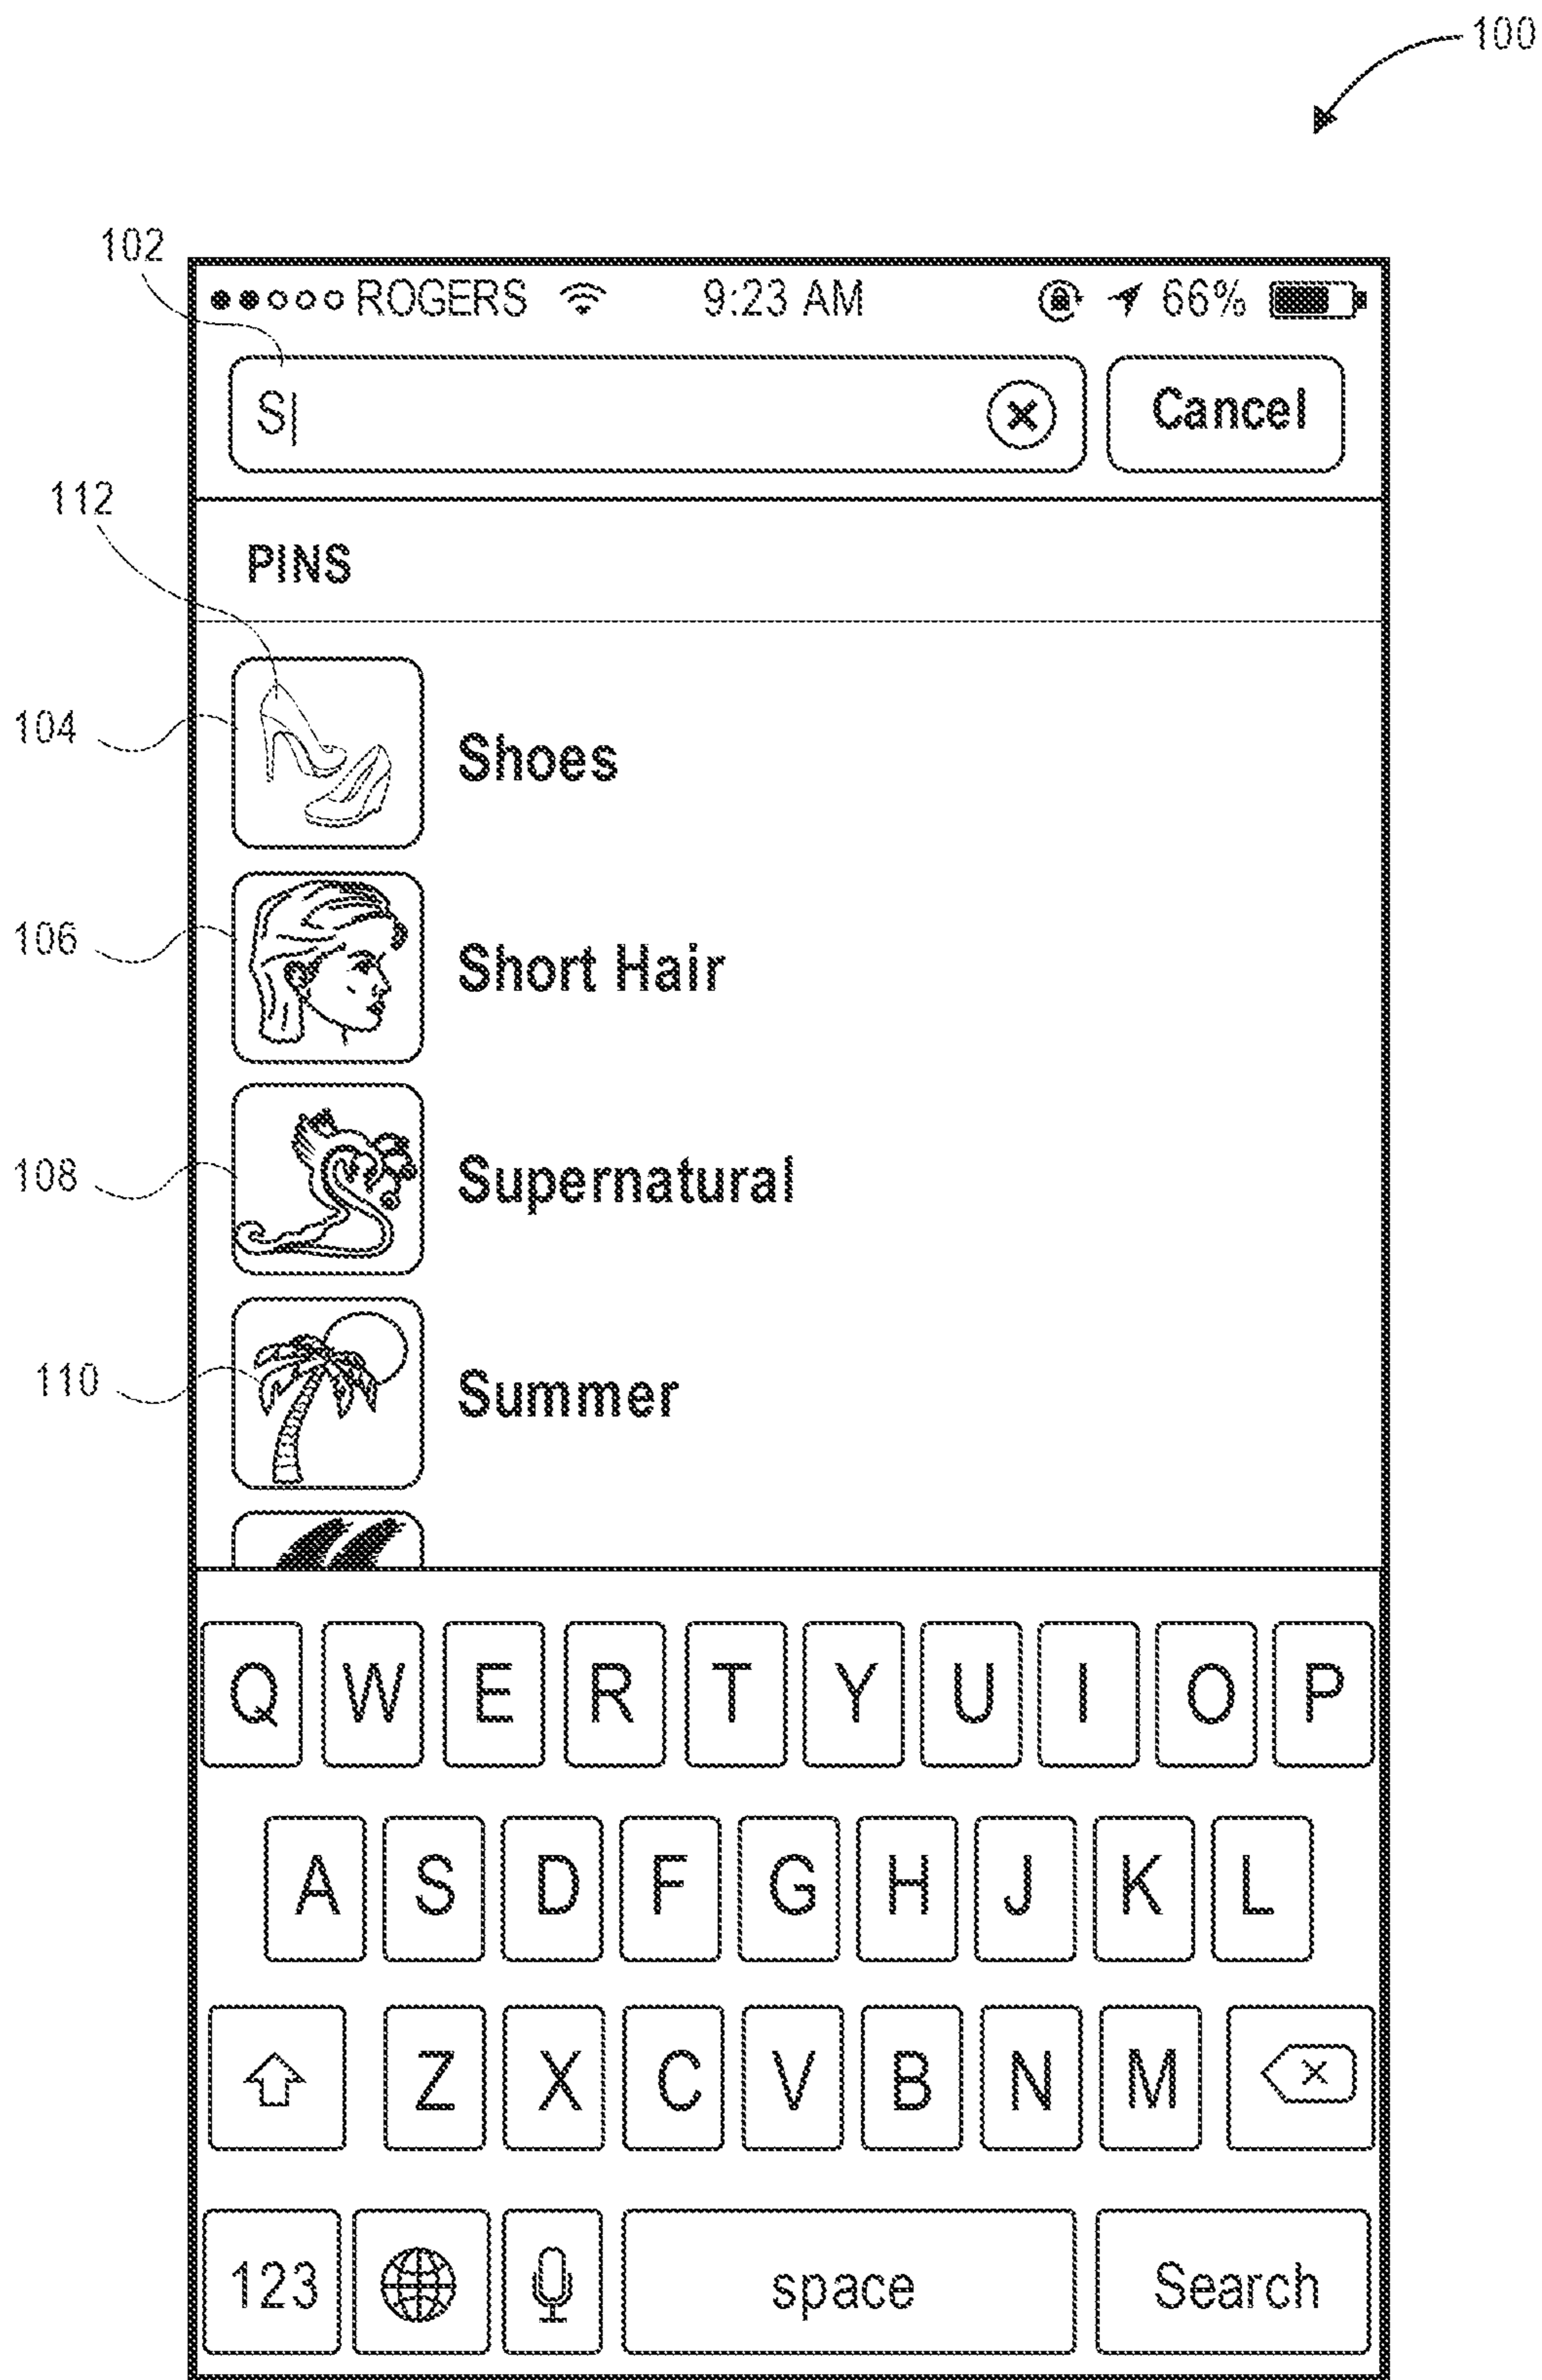 100
102
ROGERS 9:23 AM 66%
S
Cancel
112
PINS
104
Shoes
106
Short Hair
108
Supernatural
110
Summer
Q W E R T Y U I O P
A S D F G H J K L
Z X C V B N M
123 space Search